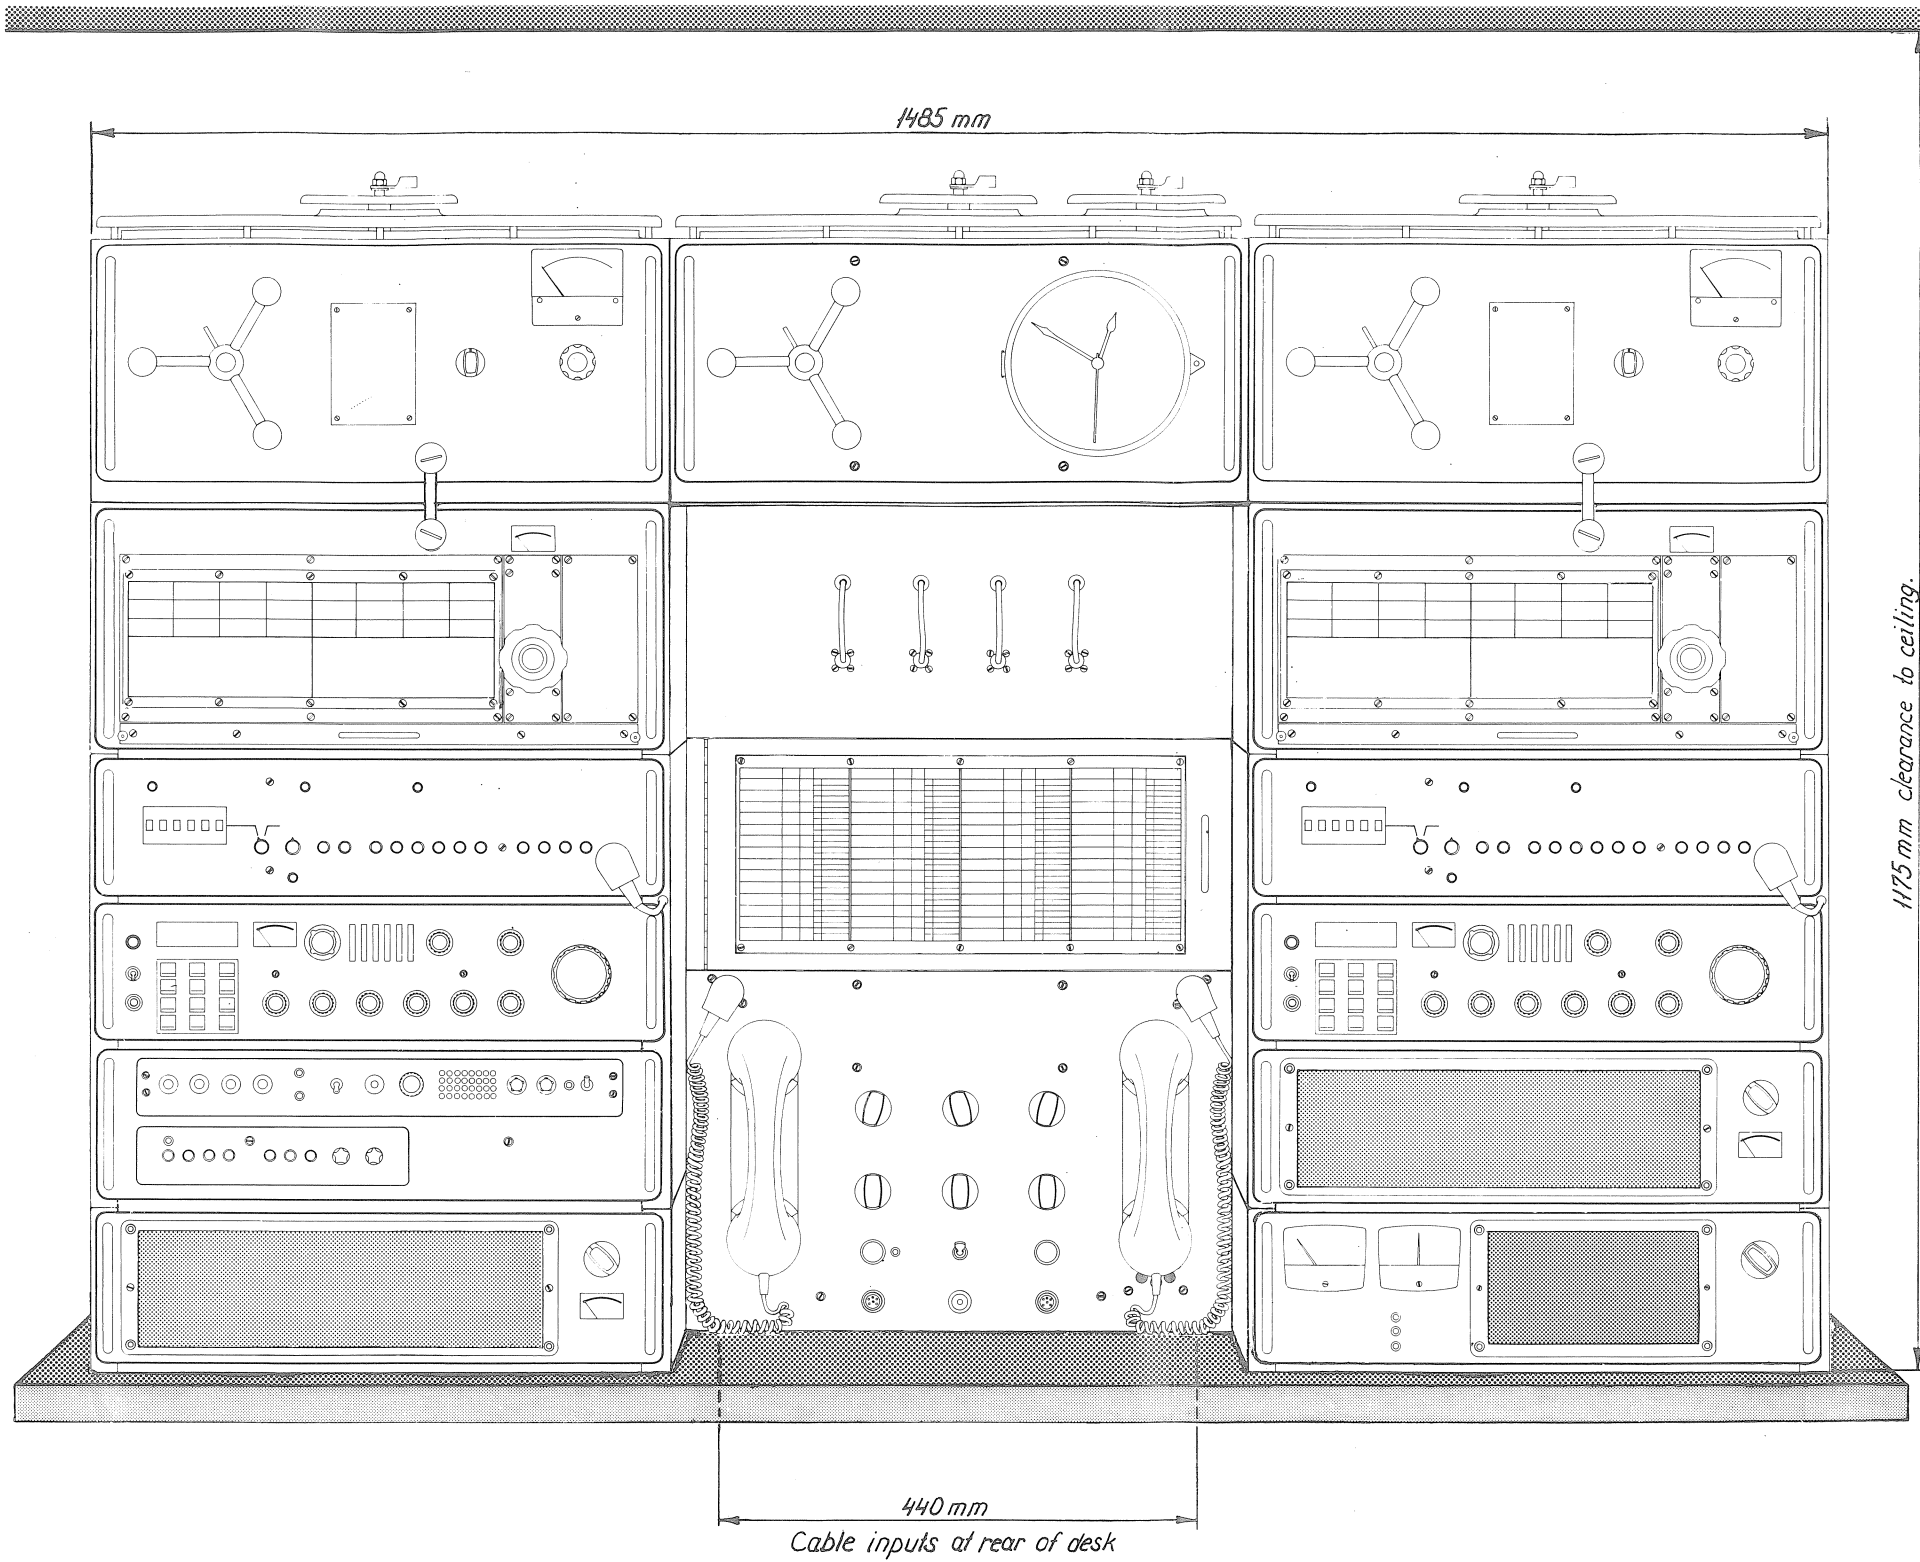 1485 mm
1175 mm clearance to ceiling.
440 mm
Cable inputs at rear of desk